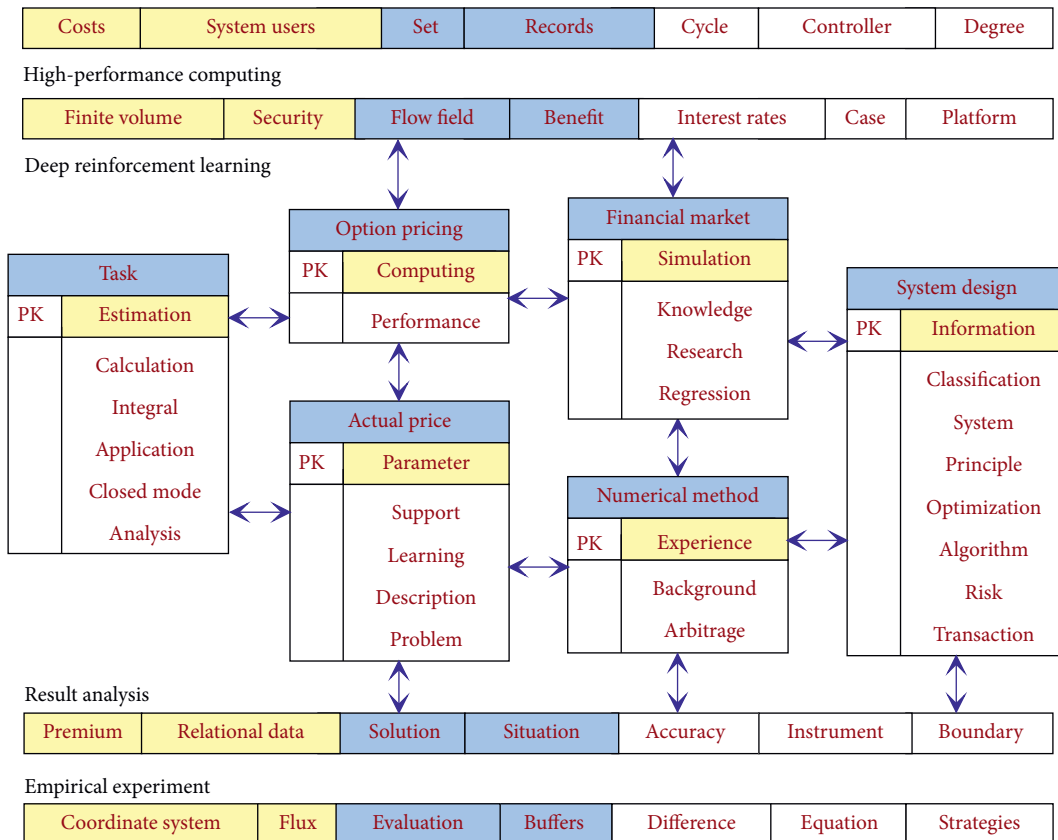 Costs System users Set Records Cycle Controller Degree
High-performance computing
Finite volume Security Flow field Benefit Interest rates Case Platform
Deep reinforcement learning
Task
PK Estimation
Calculation
Integral
Application
Closed mode
Analysis
Option pricing
PK Computing
Performance
Actual price
PK Parameter
Support
Learning
Description
Problem
Financial market
PK Simulation
Knowledge
Research
Regression
Numerical method
PK Experience
Background
Arbitrage
System design
PK Information
Classification
System
Principle
Optimization
Algorithm
Risk
Transaction
Result analysis
Premium Relational data Solution Situation Accuracy Instrument Boundary
Empirical experiment
Coordinate system Flux Evaluation Buffers Difference Equation Strategies